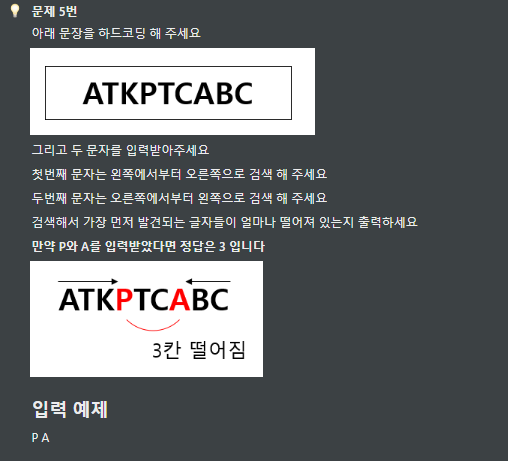 문제 5번
아래 문장을 하드코딩 해 주세요
ATKPTCABC
그리고 두 문자를 입력받아주세요
첫번째 문자는 왼쪽에서부터 오른쪽으로 검색 해 주세요
두번째 문자는 오른쪽에서부터 왼쪽으로 검색 해 주세요
검색해서 가장 먼저 발견되는 글자들이 얼마나 떨어져 있는지 출력하세요
만약 P와 A를 입력받았다면 정답은 3 입니다
ATKPTCABC
3칸 떨어짐
입력 예제
P A